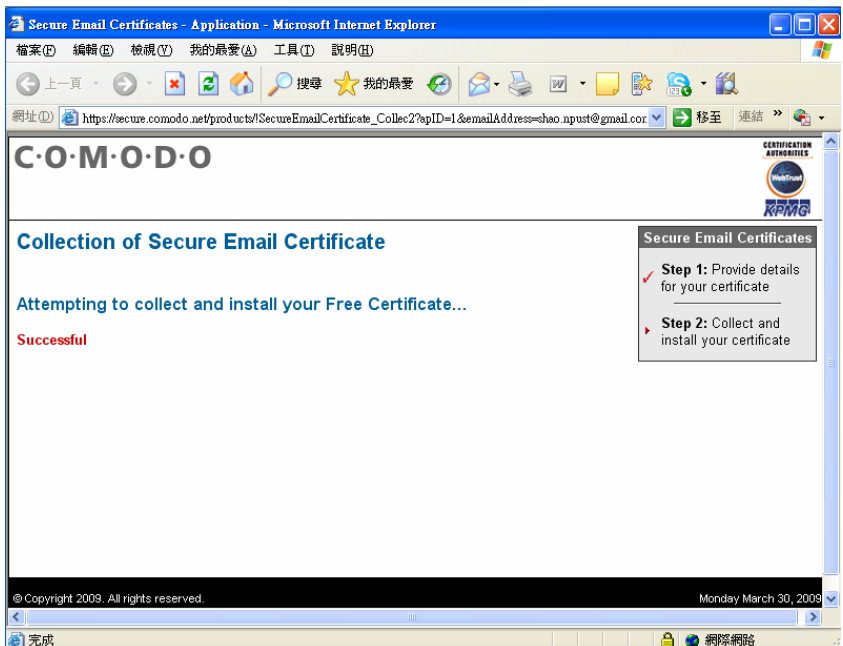 Secure Email Certificates - Application - Microsoft Internet Explorer
檔案(F) 編輯(E) 檢視(V) 我的最愛(A) 工具(T) 說明(H)
上一頁 搜尋 我的最愛
網址(D) https://secure.comodo.net/products/!SecureEmailCertificate_Collec2?apID=1&emailAddress=shao.npust@gmail.cor 移至 連結 »
C·O·M·O·D·O
CERTIFICATION
AUTHORITIES
WebTrust
KPMG
Collection of Secure Email Certificate
Attempting to collect and install your Free Certificate...
Successful
Secure Email Certificates
Step 1: Provide details
for your certificate
Step 2: Collect and
install your certificate
© Copyright 2009. All rights reserved. Monday March 30, 2009
完成 網際網路